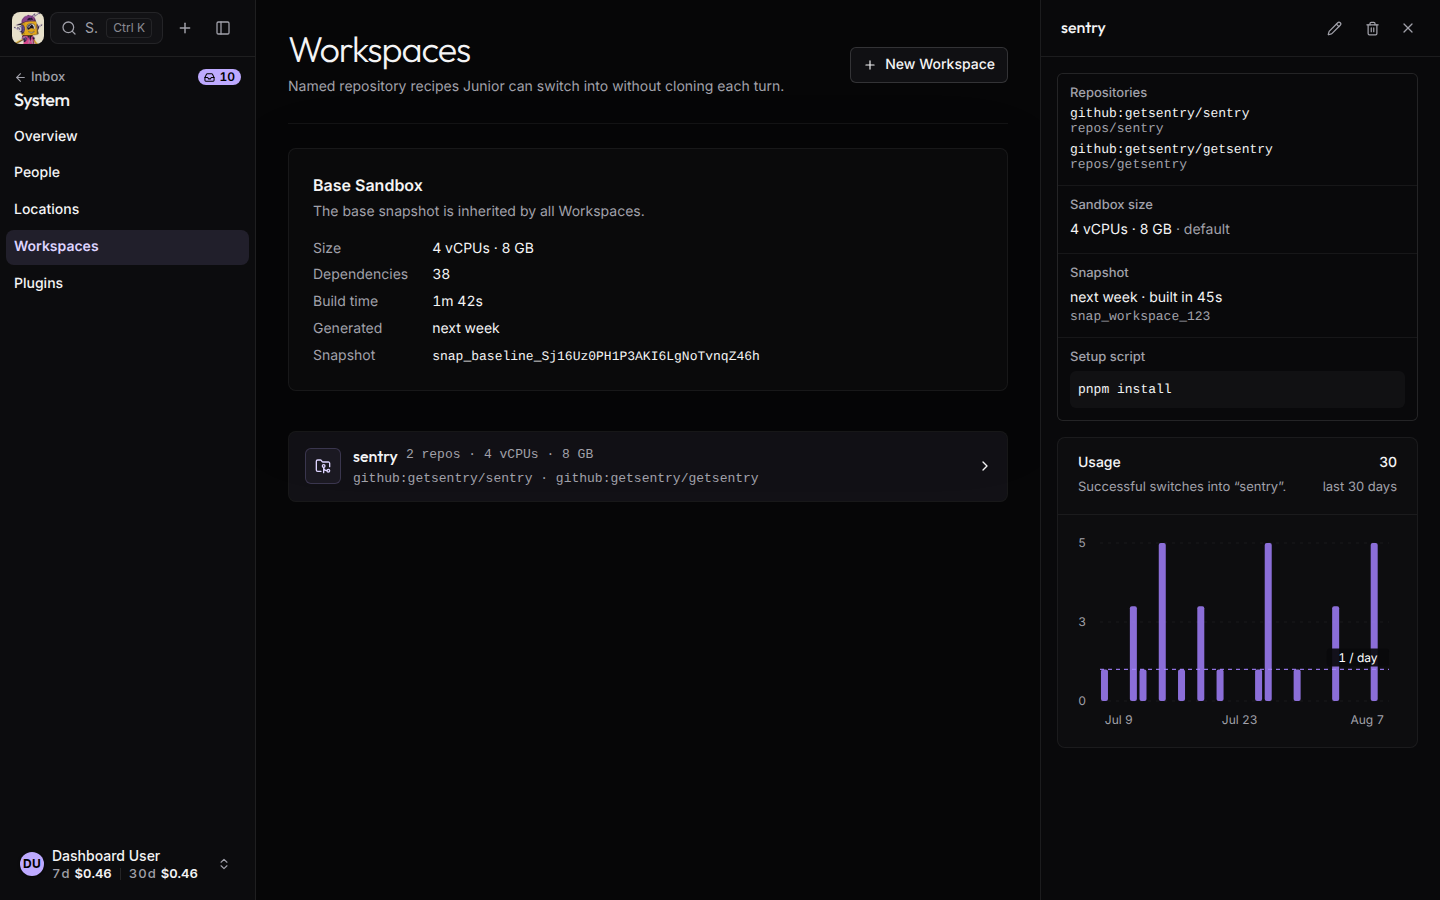 S. Ctrl K
Inbox 10
System
Overview
People
Locations
Workspaces
Plugins
DU
Dashboard User
7d $0.46 30d $0.46
Workspaces
Named repository recipes Junior can switch into without cloning each turn.
New Workspace
Base Sandbox
The base snapshot is inherited by all Workspaces.
Size 4 vCPUs · 8 GB
Dependencies 38
Build time 1m 42s
Generated next week
Snapshot snap_baseline_Sj16Uz0PH1P3AKI6LgNoTvnqZ46h
sentry 2 repos · 4 vCPUs · 8 GB
github:getsentry/sentry · github:getsentry/getsentry
sentry
Repositories
github:getsentry/sentry
repos/sentry
github:getsentry/getsentry
repos/getsentry
Sandbox size
4 vCPUs · 8 GB · default
Snapshot
next week · built in 45s
snap_workspace_123
Setup script
pnpm install
Usage 30
Successful switches into “sentry”. last 30 days
5
3
1 / day
0
Jul 9 Jul 23 Aug 7